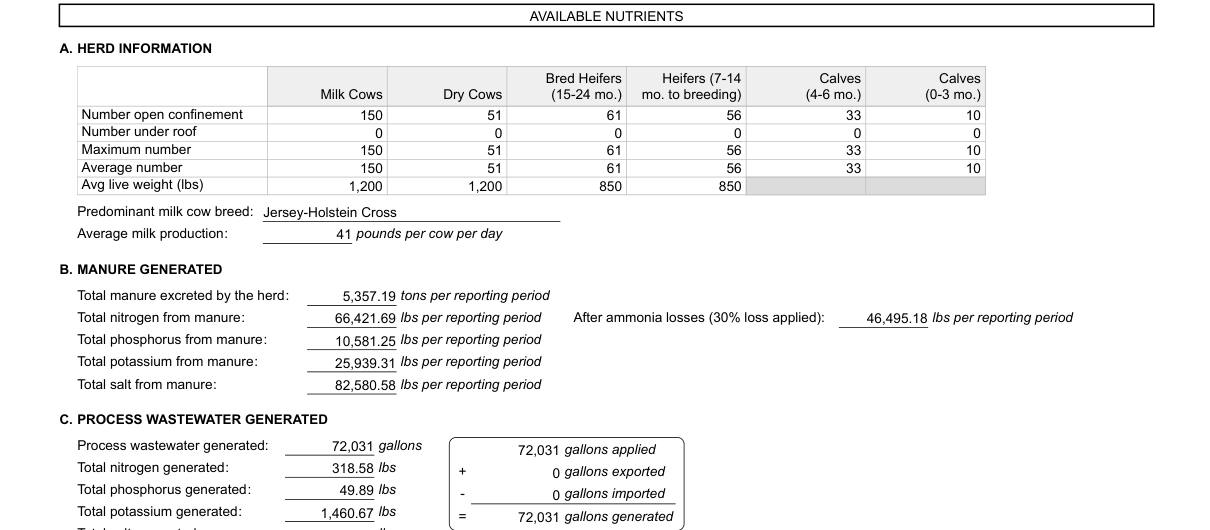 AVAILABLE NUTRIENTS
A. HERD INFORMATION
Milk Cows Dry Cows Bred Heifers (15-24 mo.) Heifers (7-14 mo. to breeding) Calves (4-6 mo.) Calves (0-3 mo.)
Number open confinement 150 51 61 56 33 10
Number under roof 0 0 0 0 0 0
Maximum number 150 51 61 56 33 10
Average number 150 51 61 56 33 10
Avg live weight (lbs) 1,200 1,200 850 850
Predominant milk cow breed: Jersey-Holstein Cross
Average milk production: 41 pounds per cow per day
B. MANURE GENERATED
Total manure excreted by the herd: 5,357.19 tons per reporting period
Total nitrogen from manure: 66,421.69 lbs per reporting period After ammonia losses (30% loss applied): 46,495.18 lbs per reporting period
Total phosphorus from manure: 10,581.25 lbs per reporting period
Total potassium from manure: 25,939.31 lbs per reporting period
Total salt from manure: 82,580.58 lbs per reporting period
C. PROCESS WASTEWATER GENERATED
Process wastewater generated: 72,031 gallons 72,031 gallons applied
Total nitrogen generated: 318.58 lbs + 0 gallons exported
Total phosphorus generated: 49.89 lbs - 0 gallons imported
Total potassium generated: 1,460.67 lbs = 72,031 gallons generated